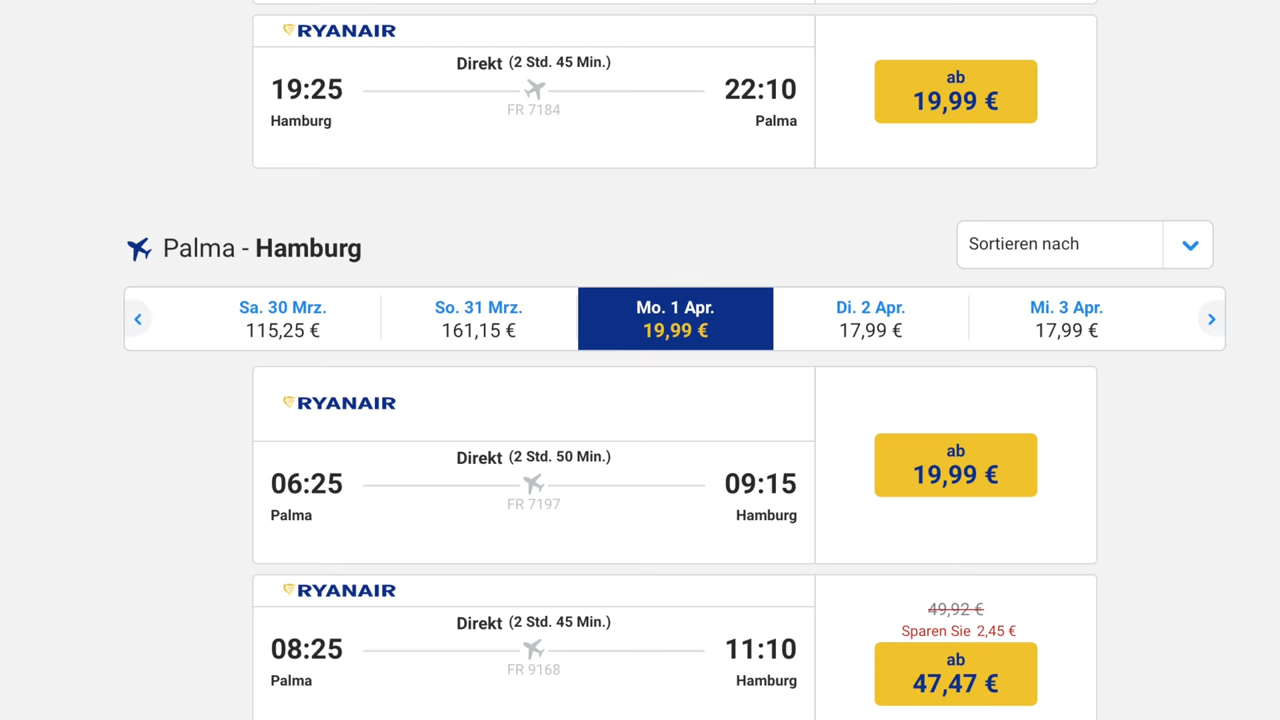 RYANAIR
Direkt (2 Std. 45 Min.)
19:25 22:10
FR 7184
Hamburg Palma
ab
19,99 €
Palma - Hamburg
Sortieren nach
Sa. 30 Mrz. So. 31 Mrz. Mo. 1 Apr. Di. 2 Apr. Mi. 3 Apr.
115,25 € 161,15 € 19,99 € 17,99 € 17,99 €
RYANAIR
Direkt (2 Std. 50 Min.)
06:25 09:15
FR 7197
Palma Hamburg
ab
19,99 €
RYANAIR
Direkt (2 Std. 45 Min.)
08:25 11:10
FR 9168
Palma Hamburg
49,92 €
Sparen Sie 2,45 €
ab
47,47 €